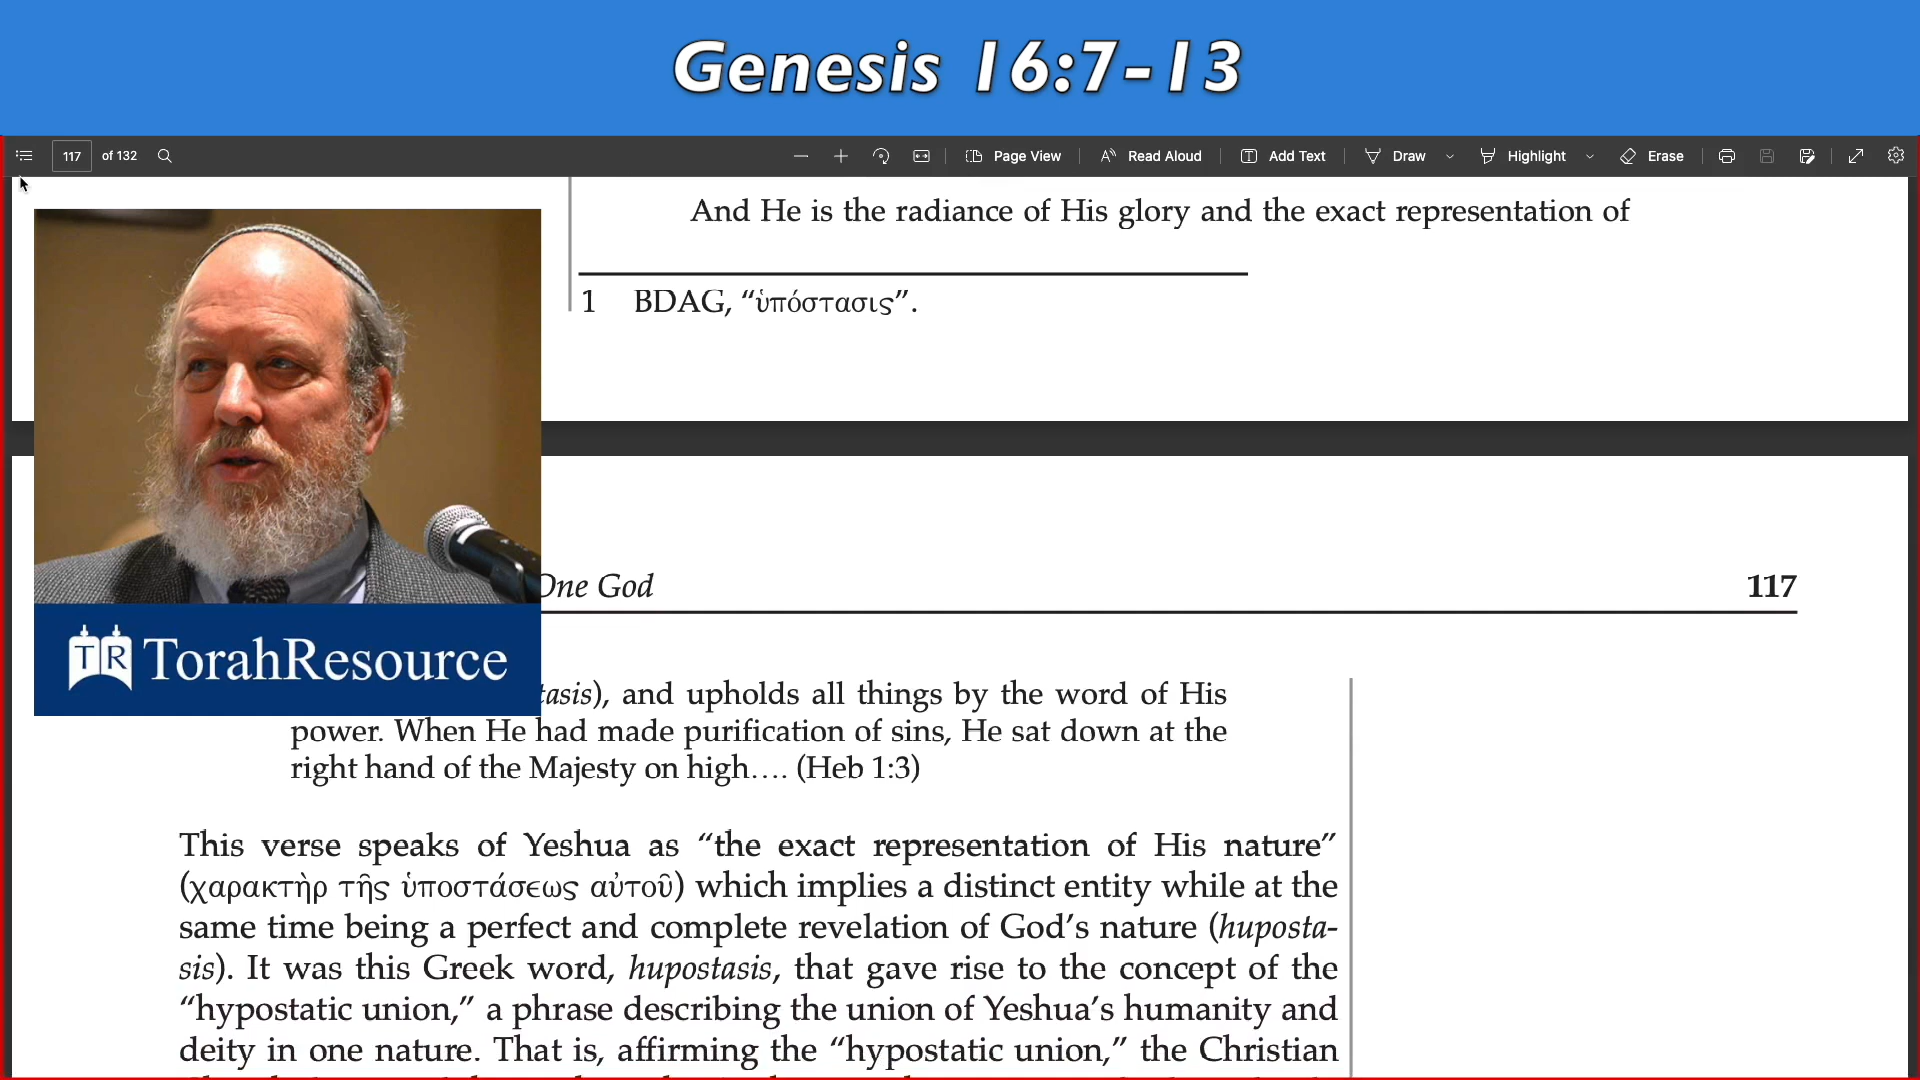 Genesis 16:7-13
117 of 132 Page View Read Aloud Add Text Draw Highlight Erase
And He is the radiance of His glory and the exact representation of
1 BDAG, “ὑπόστασις”.
One God 117
TR TorahResource
tasis), and upholds all things by the word of His
power. When He had made purification of sins, He sat down at the
right hand of the Majesty on high…. (Heb 1:3)
This verse speaks of Yeshua as “the exact representation of His nature”
(χαρακτὴρ τῆς ὑποστάσεως αὐτοῦ) which implies a distinct entity while at the
same time being a perfect and complete revelation of God’s nature (huposta-
sis). It was this Greek word, hupostasis, that gave rise to the concept of the
“hypostatic union,” a phrase describing the union of Yeshua’s humanity and
deity in one nature. That is, affirming the “hypostatic union,” the Christian